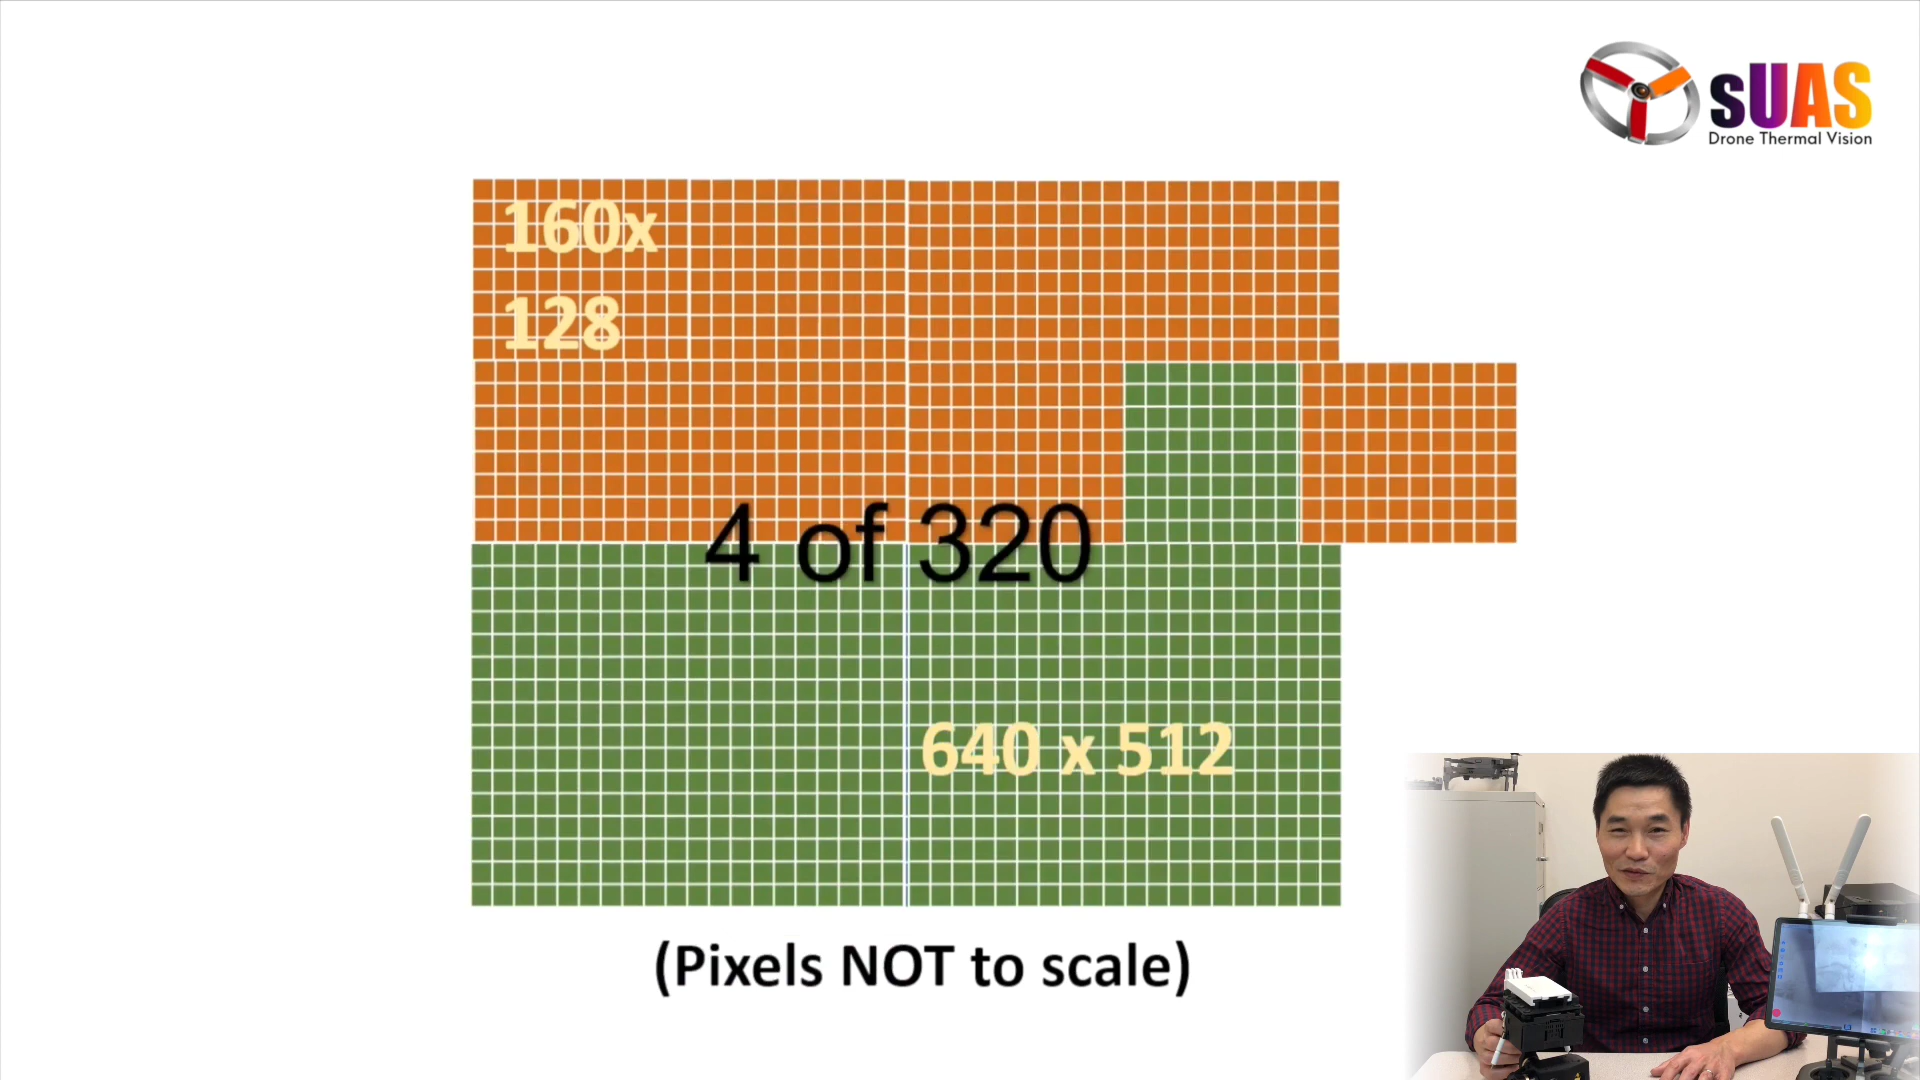 sUAS
Drone Thermal Vision
160x
128
4 of 320
640 x 512
(Pixels NOT to scale)